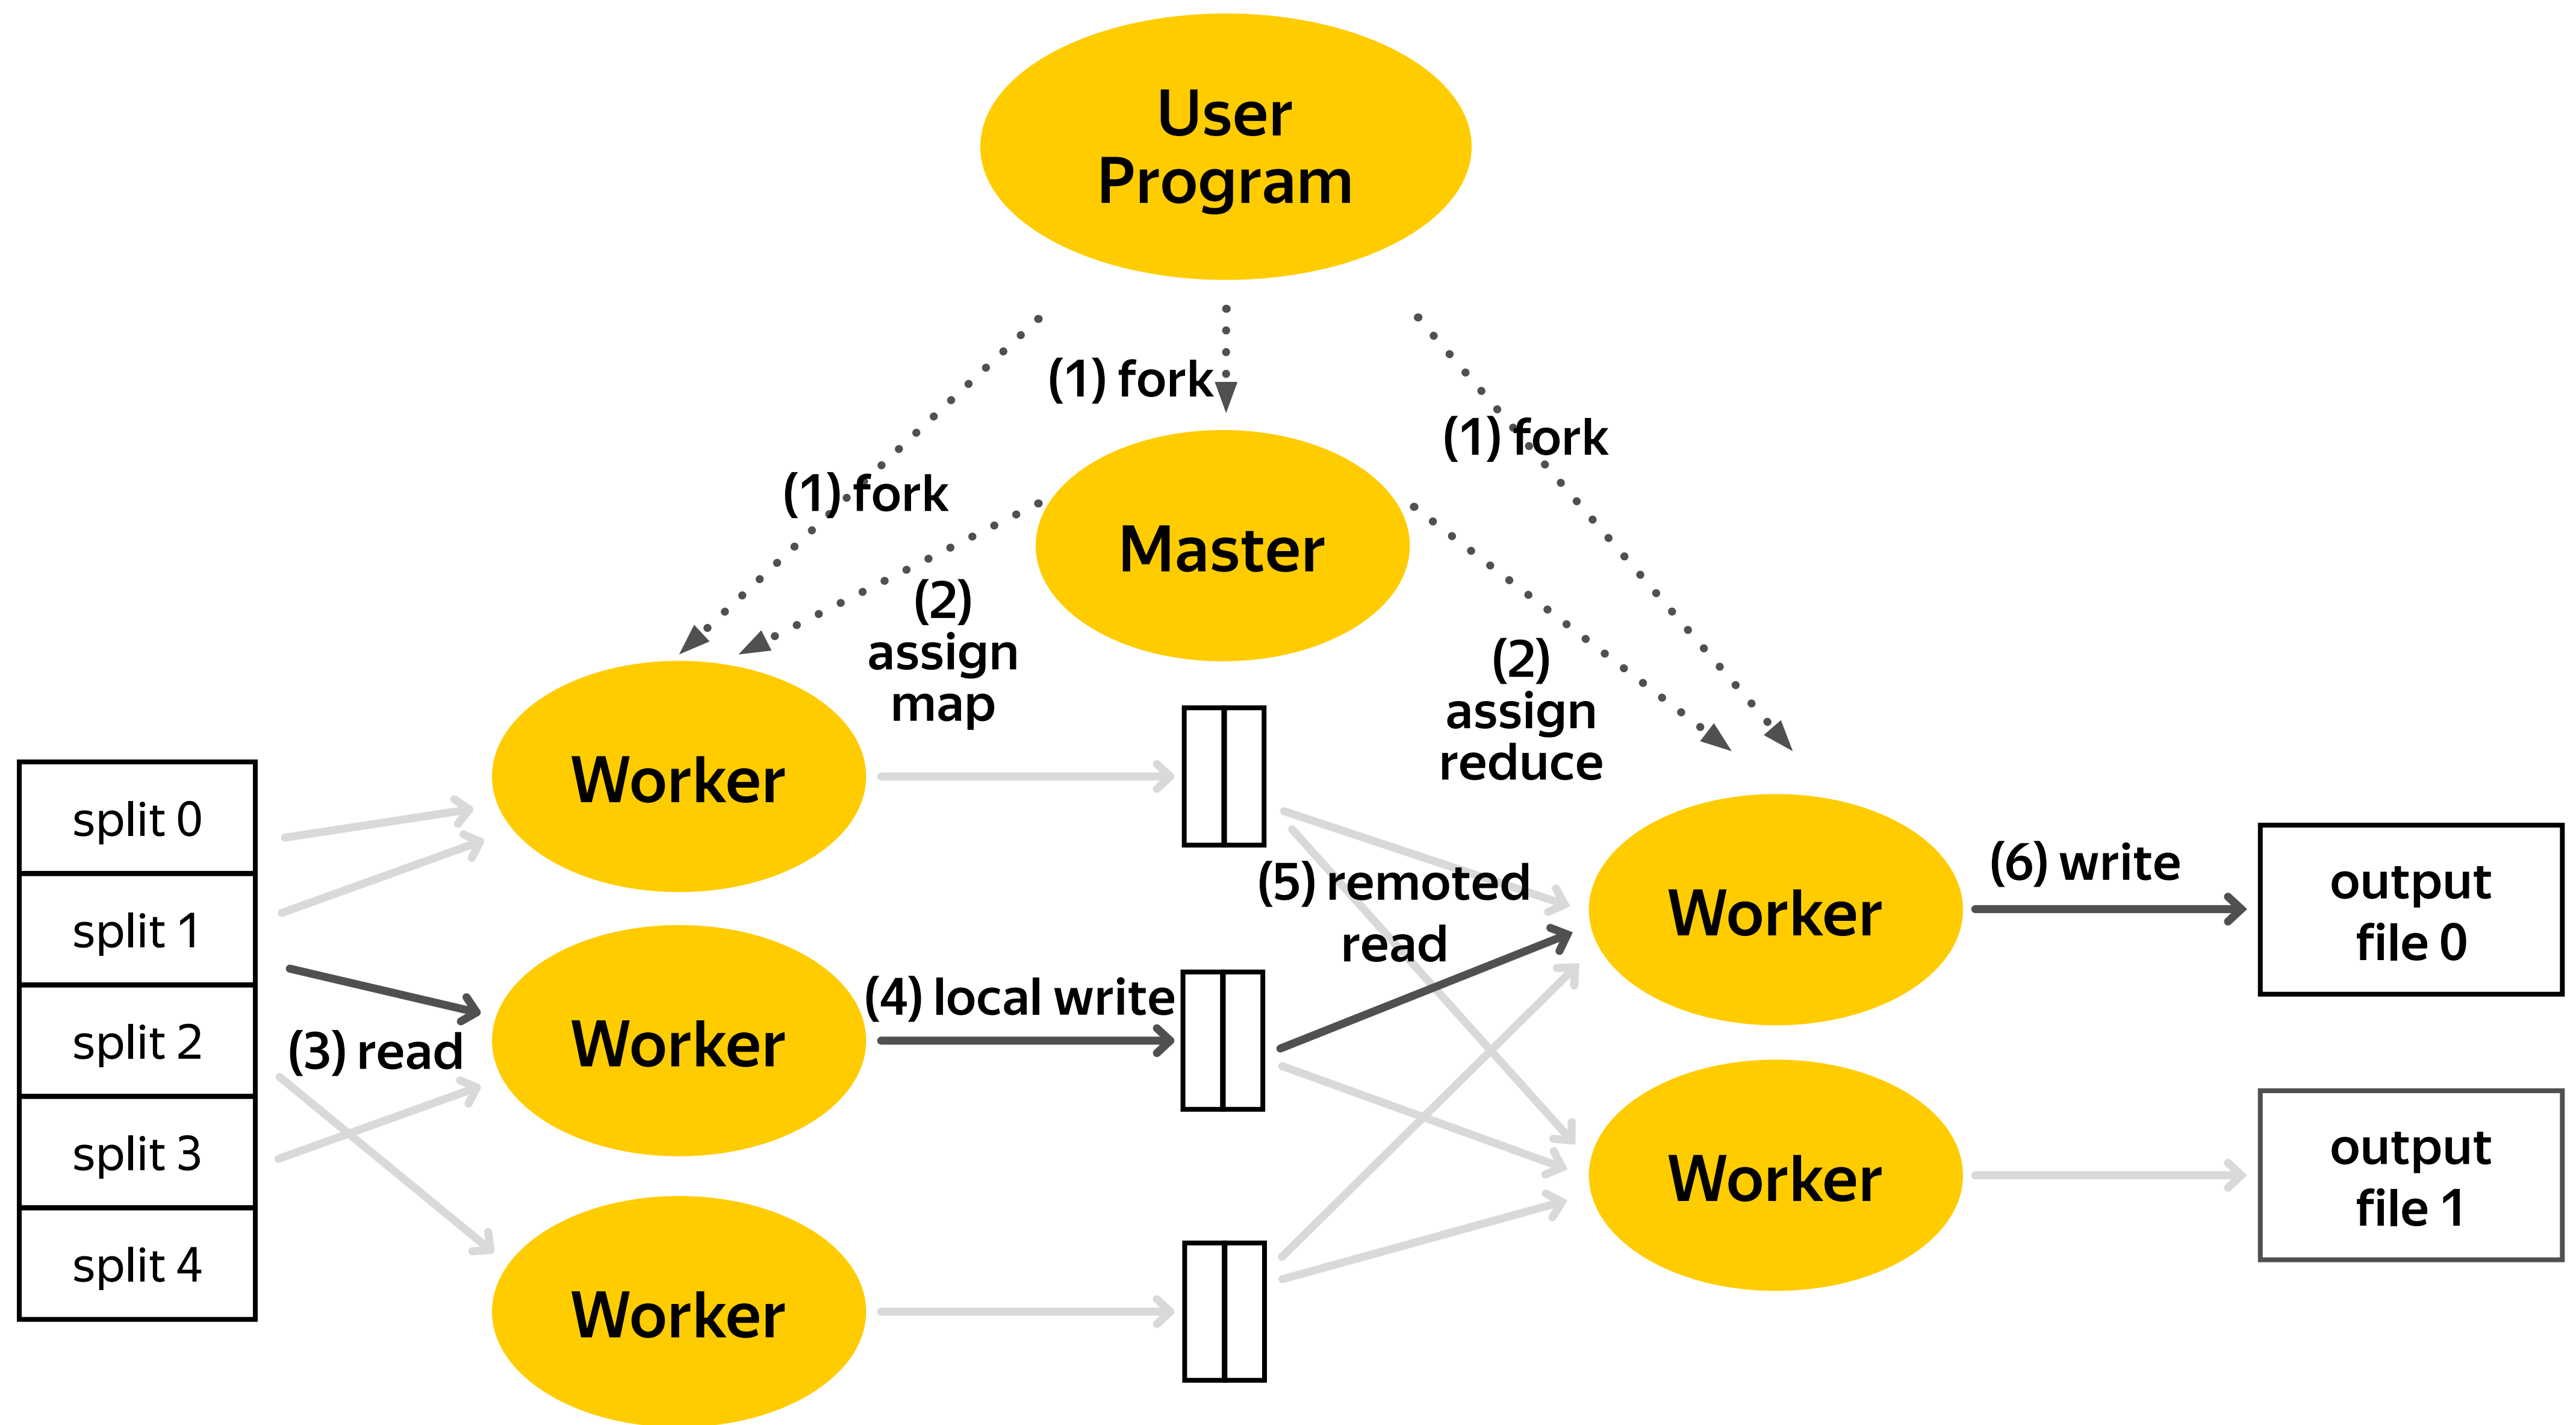 User
Program
(1) fork
(1) fork
(1) fork
Master
(2)
assign
map
(2)
assign
reduce
split 0
split 1
split 2
split 3
split 4
(3) read
Worker
Worker
Worker
(4) local write
(5) remoted
read
Worker
Worker
(6) write
output
file 0
output
file 1